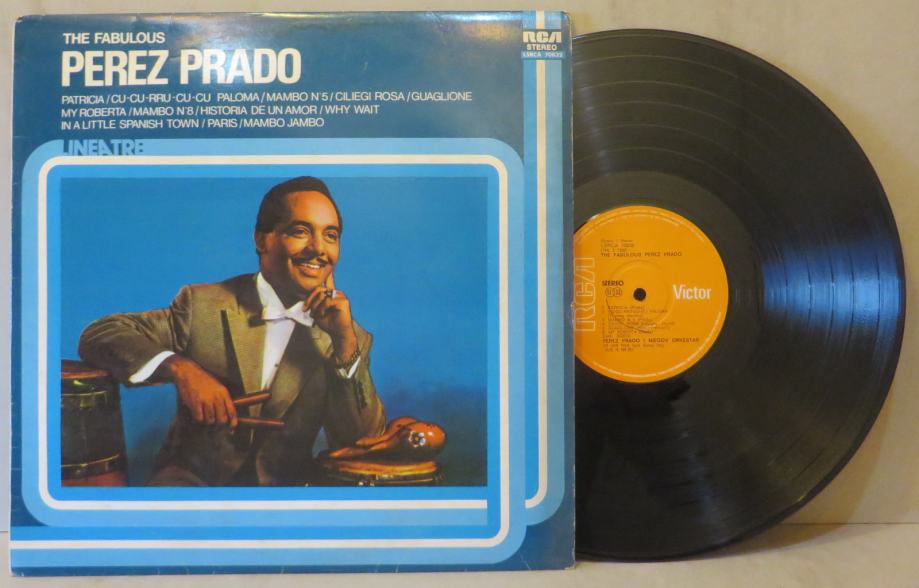 THE FABULOUS
PEREZ PRADO
PATRICIA / CU-CU-RRU-CU-CU PALOMA / MAMBO N°5 / CILIEGI ROSA / GUAGLIONE
MY ROBERTA / MAMBO N°8 / HISTORIA DE UN AMOR / WHY WAIT
IN A LITTLE SPANISH TOWN / PARIS / MAMBO JAMBO
LINEATRE
RCA
STEREO
LSRCA 70822
THE FABULOUS PEREZ PRADO
RCA
STEREO
Victor
PEREZ PRADO I NJEGOV ORKESTAR